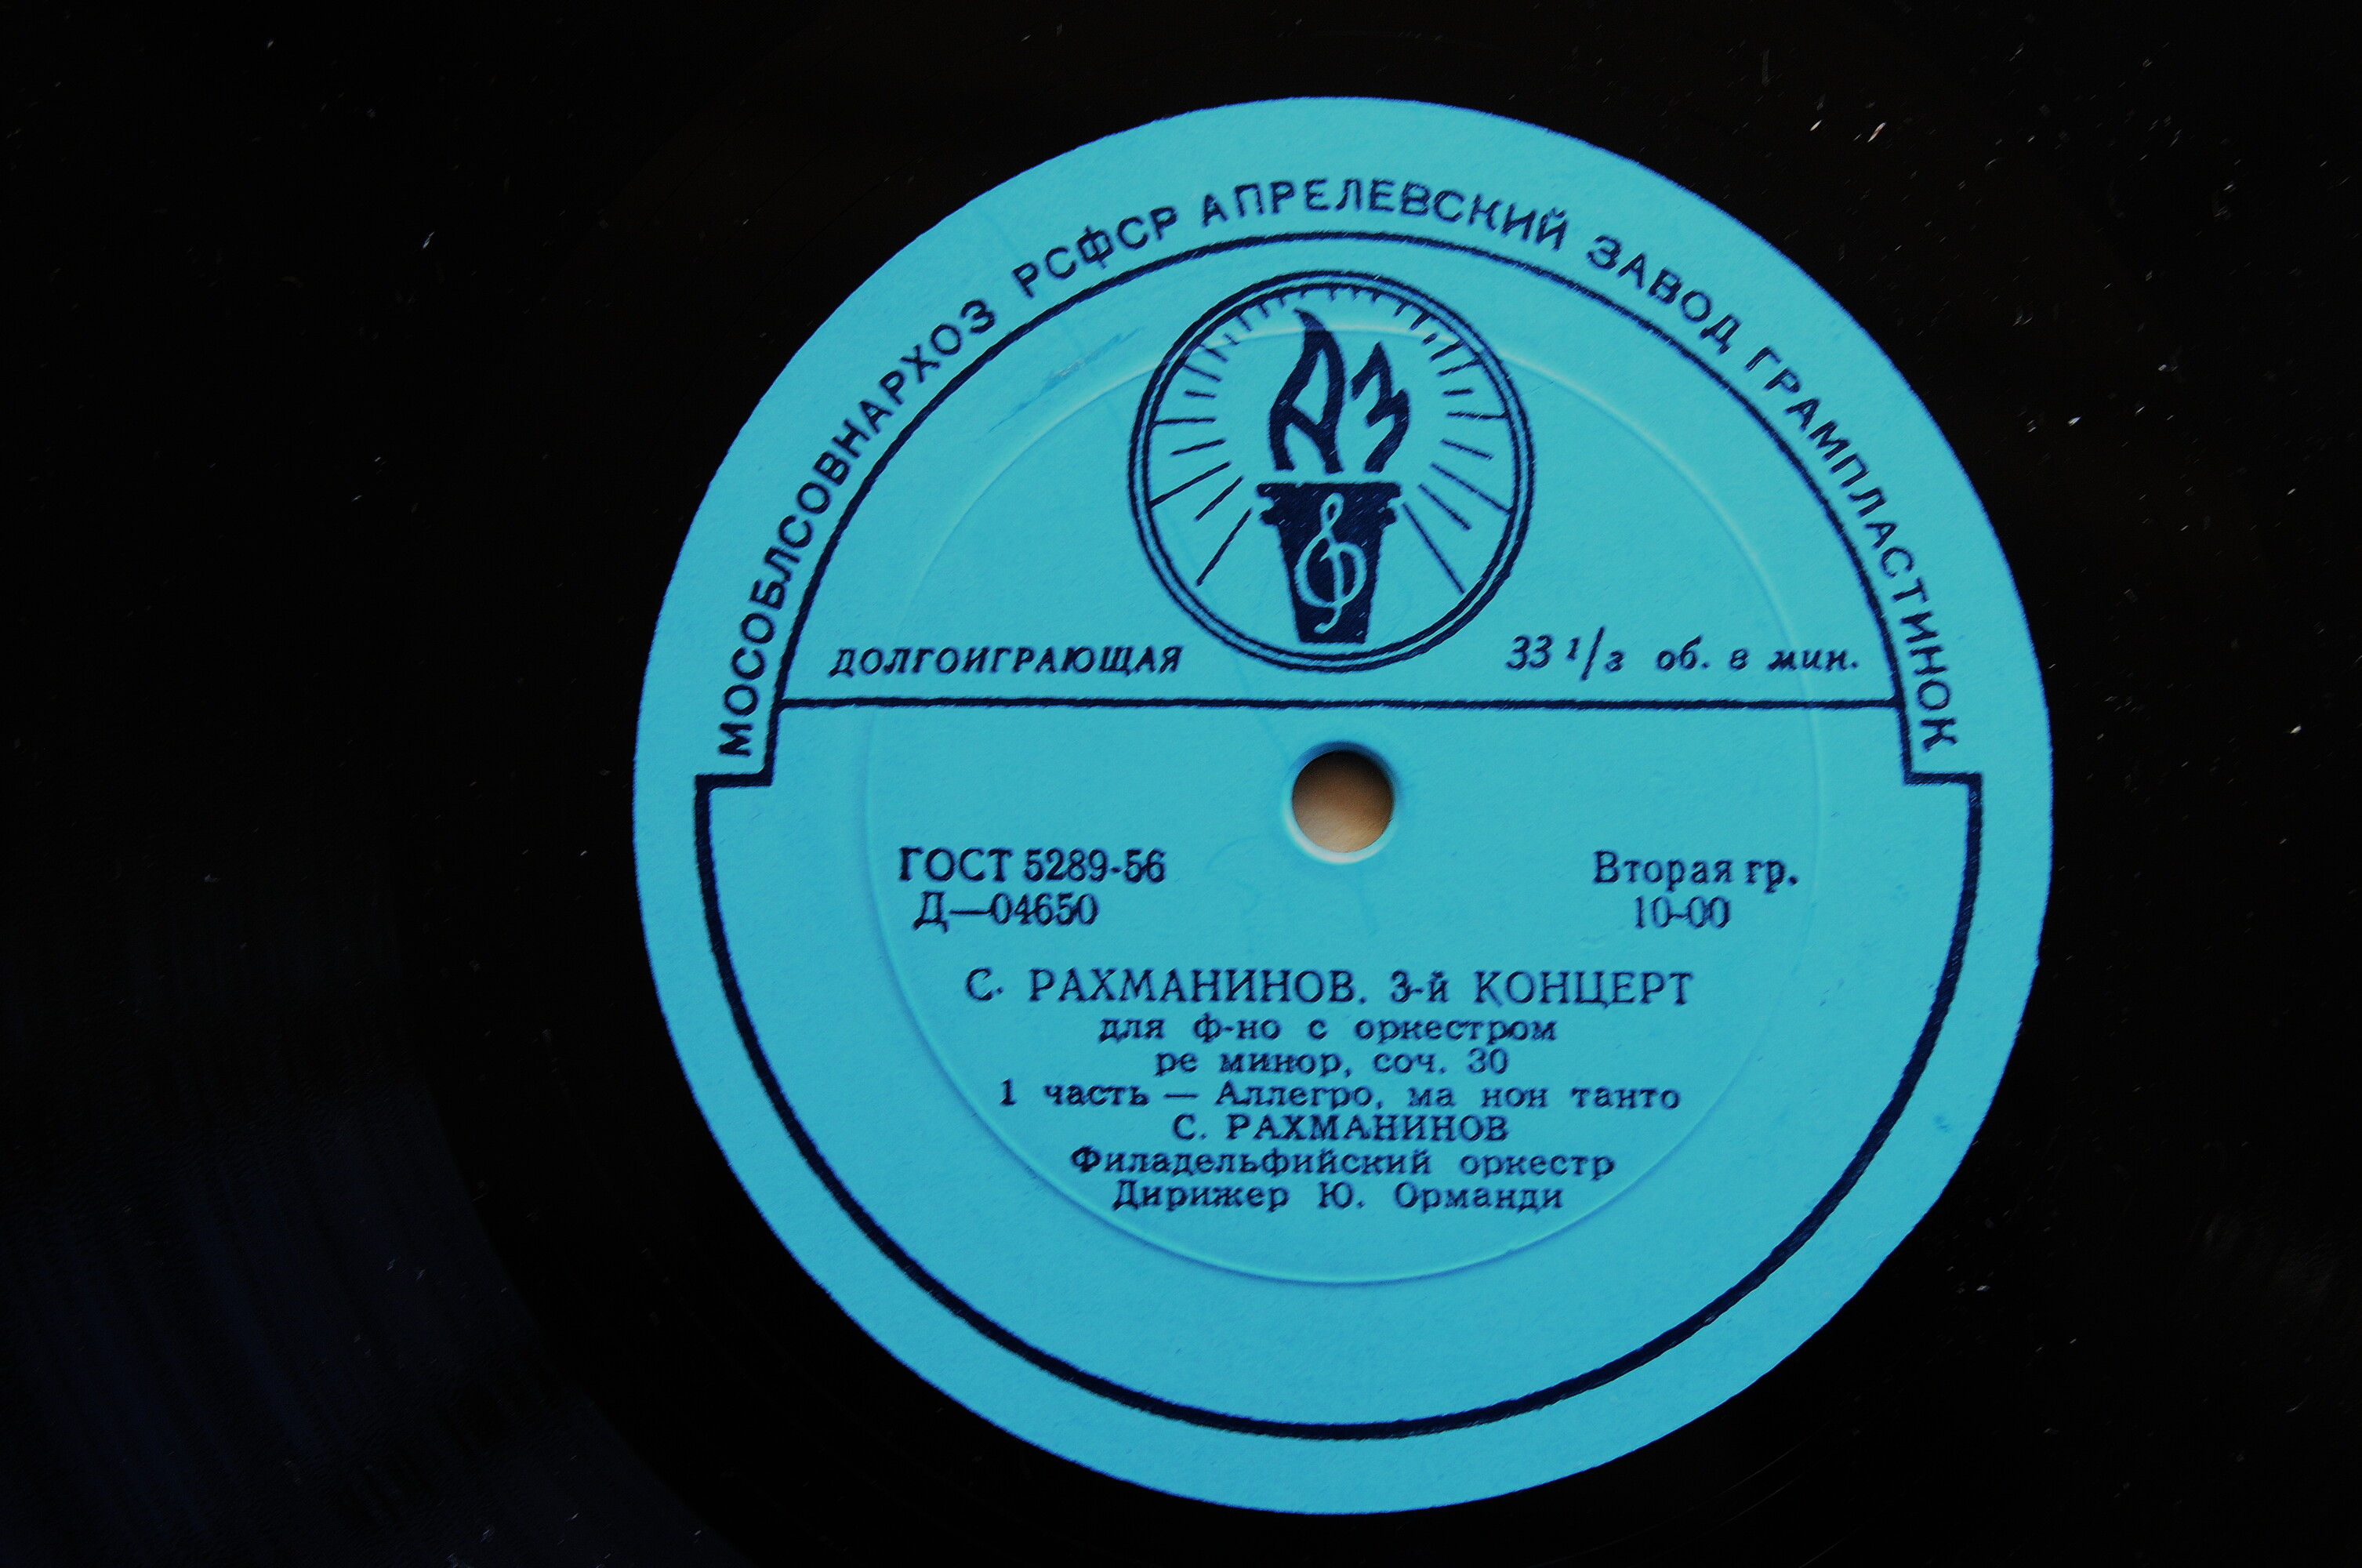 МОСОБЛСОВНАРХОЗ РСФСР АПРЕЛЕВСКИЙ ЗАВОД ГРАМПЛАСТИНОК
АЗ
ДОЛГОИГРАЮЩАЯ
33 1/3 об. в мин.
ГОСТ 5289-56
Д—04650
Вторая гр.
10-00
С. РАХМАНИНОВ. 3-й КОНЦЕРТ
для ф-но с оркестром
ре минор, соч. 30
1 часть — Аллегро, ма нон танто
С. РАХМАНИНОВ
Филадельфийский оркестр
Дирижер Ю. Орманди